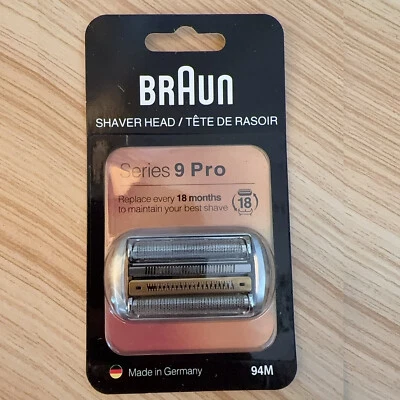 BRAUN
SHAVER HEAD / TÊTE DE RASOIR
Series 9 Pro
Replace every 18 months
to maintain your best shave
18
Made in Germany
94M